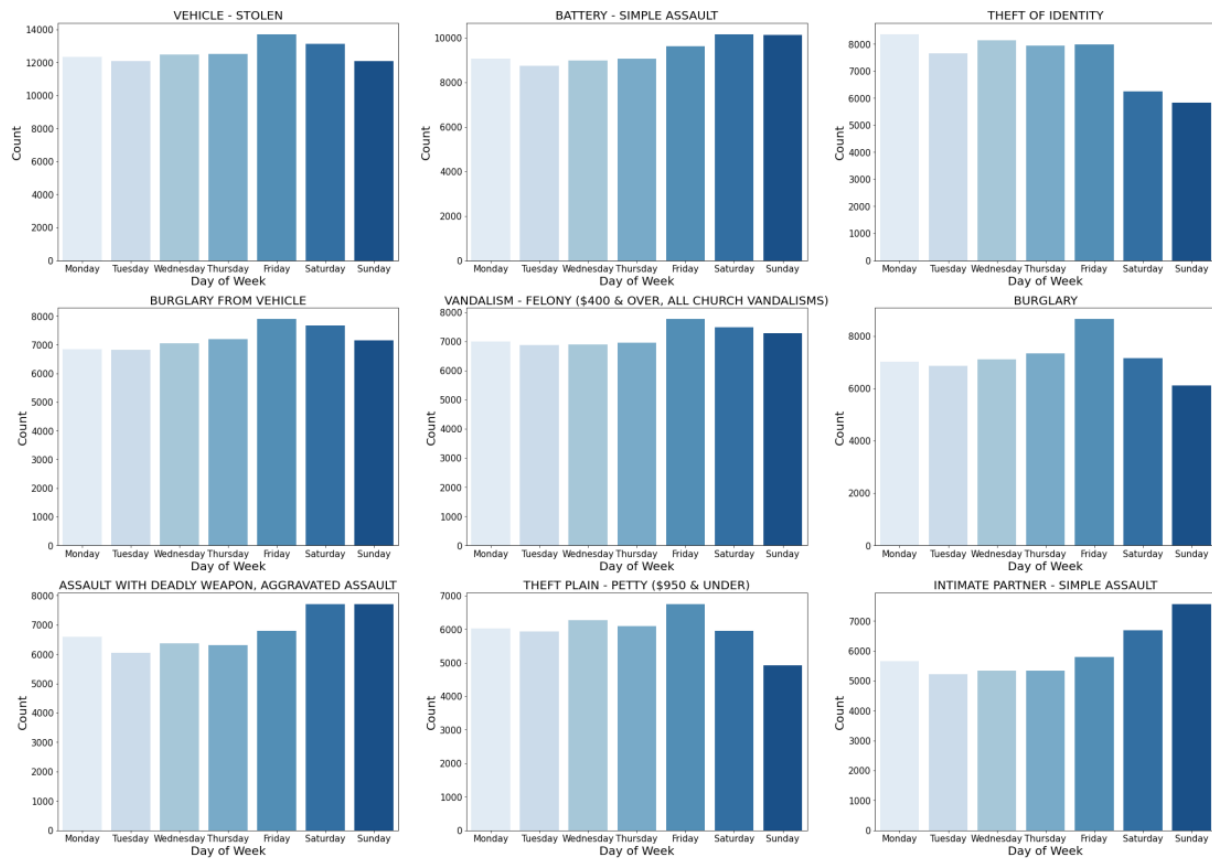 VEHICLE - STOLEN
Count
14000
12000
10000
8000
6000
4000
2000
0
Monday Tuesday Wednesday Thursday Friday Saturday Sunday
Day of Week
BATTERY - SIMPLE ASSAULT
Count
10000
8000
6000
4000
2000
0
Monday Tuesday Wednesday Thursday Friday Saturday Sunday
Day of Week
THEFT OF IDENTITY
Count
8000
7000
6000
5000
4000
3000
2000
1000
0
Monday Tuesday Wednesday Thursday Friday Saturday Sunday
Day of Week
BURGLARY FROM VEHICLE
Count
8000
7000
6000
5000
4000
3000
2000
1000
0
Monday Tuesday Wednesday Thursday Friday Saturday Sunday
Day of Week
VANDALISM - FELONY ($400 & OVER, ALL CHURCH VANDALISMS)
Count
8000
7000
6000
5000
4000
3000
2000
1000
0
Monday Tuesday Wednesday Thursday Friday Saturday Sunday
Day of Week
BURGLARY
Count
8000
6000
4000
2000
0
Monday Tuesday Wednesday Thursday Friday Saturday Sunday
Day of Week
ASSAULT WITH DEADLY WEAPON, AGGRAVATED ASSAULT
Count
8000
7000
6000
5000
4000
3000
2000
1000
0
Monday Tuesday Wednesday Thursday Friday Saturday Sunday
Day of Week
THEFT PLAIN - PETTY ($950 & UNDER)
Count
7000
6000
5000
4000
3000
2000
1000
0
Monday Tuesday Wednesday Thursday Friday Saturday Sunday
Day of Week
INTIMATE PARTNER - SIMPLE ASSAULT
Count
7000
6000
5000
4000
3000
2000
1000
0
Monday Tuesday Wednesday Thursday Friday Saturday Sunday
Day of Week